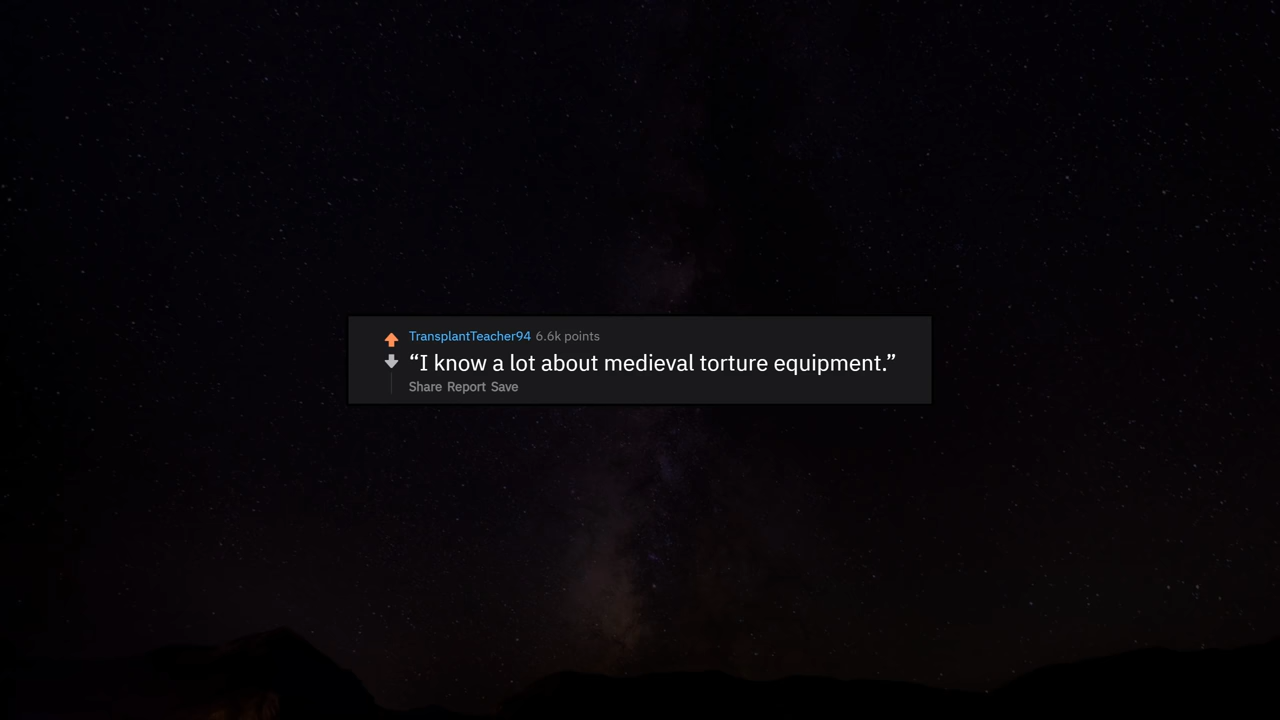 TransplantTeacher94 6.6k points
“I know a lot about medieval torture equipment.”
Share Report Save